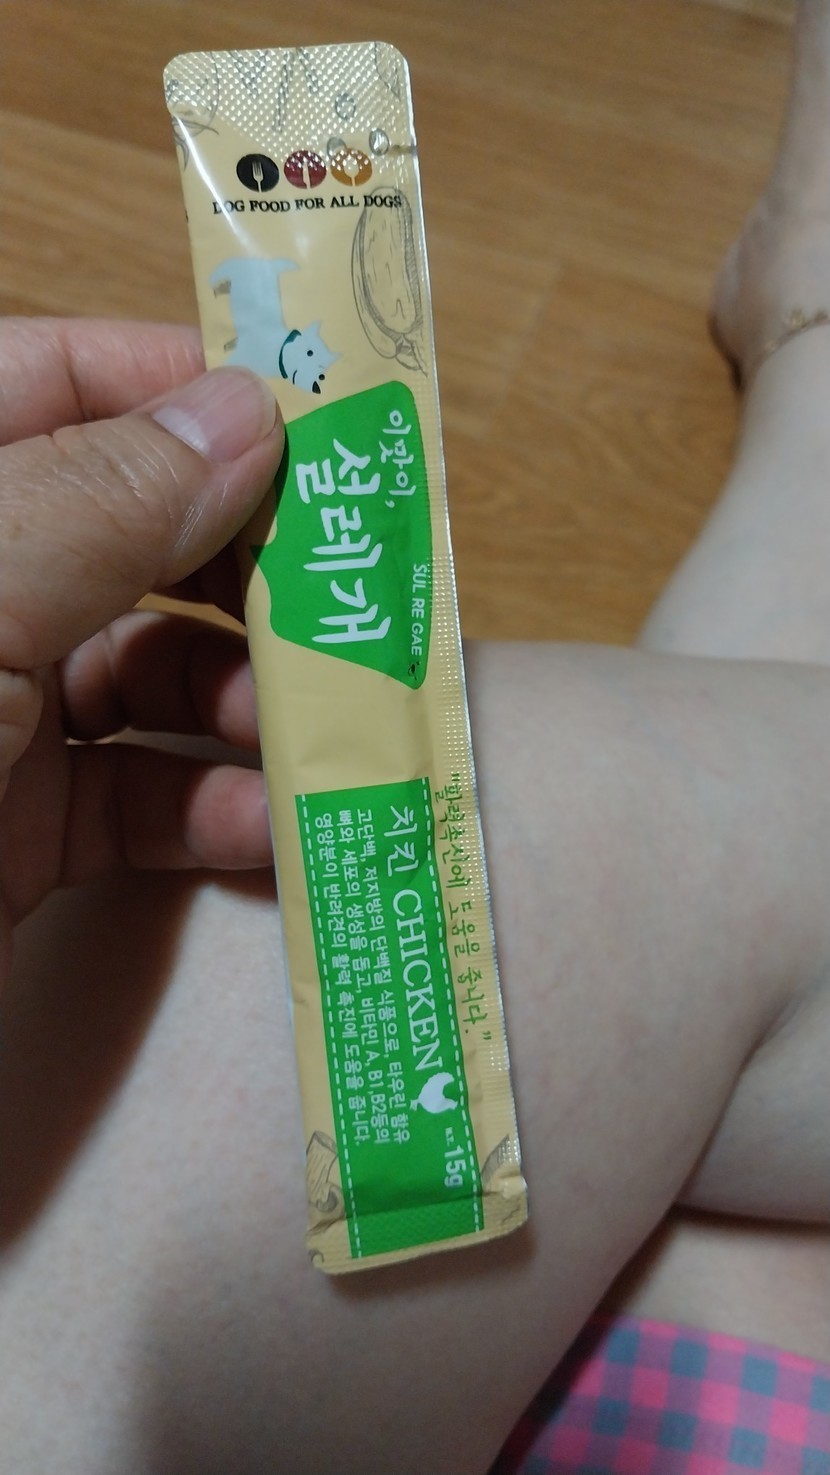 DOG FOOD FOR ALL DOGS
이맛이,
설레개
SUL RE GAE
"활력촉진에 도움을 줍니다."
치킨 CHICKEN
고단백, 저지방의 단백질 식품으로, 타우린 함유
뼈와 세포의 생성을 돕고, 비타민 A, B1,B2등의
영양분이 반려견의 활력 촉진에 도움을 줍니다.
N.T. 15g